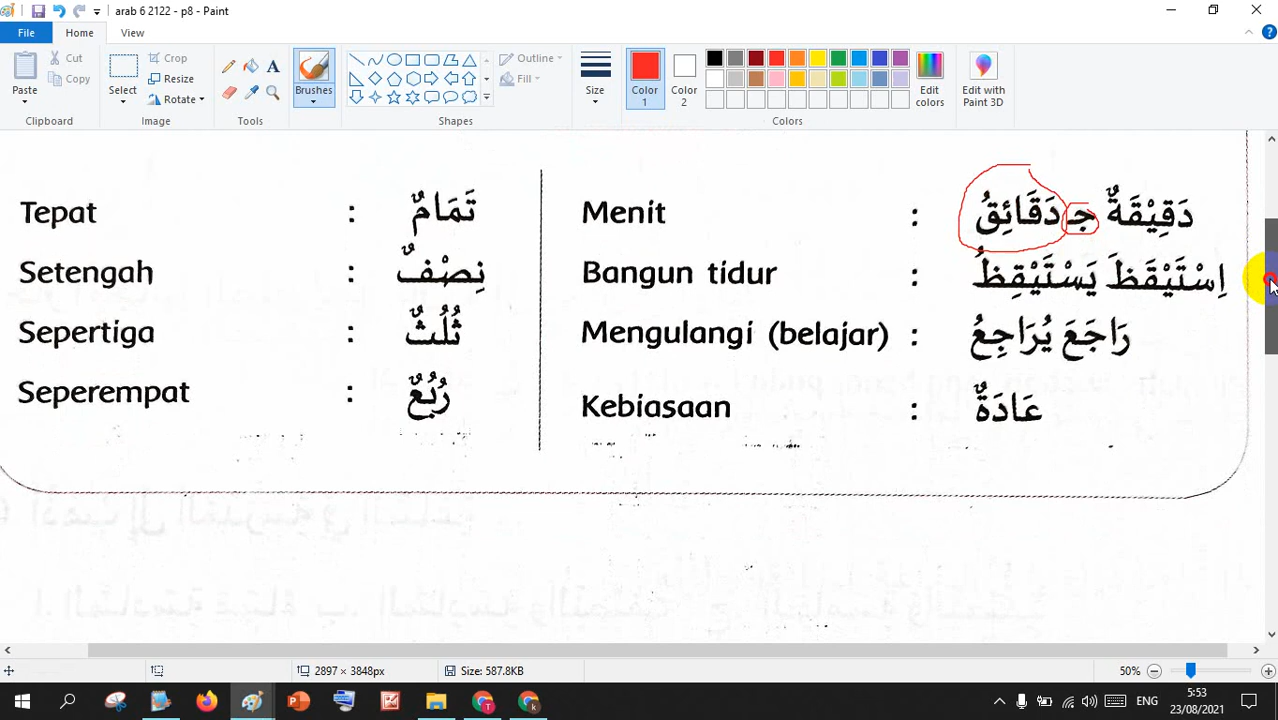 arab 6 2122 - p8 - Paint
File Home View
Paste
Cut
Copy
Clipboard
Select
Crop
Resize
Rotate
Image
A
Tools
Brushes
Outline
Fill
Shapes
Size
Color 1
Color 2
Edit colors
Colors
Edit with Paint 3D
Tepat : تَمَامٌ
Setengah : نِصْفٌ
Sepertiga : ثُلُثٌ
Seperempat : رُبُعٌ
Menit : دَقِيْقَةٌ جـ دَقَائِقُ
Bangun tidur : اِسْتَيْقَظَ يَسْتَيْقِظُ
Mengulangi (belajar) : رَاجَعَ يُرَاجِعُ
Kebiasaan : عَادَةٌ
2897 × 3848px
Size: 587.8KB
50%
ENG
5:53
23/08/2021